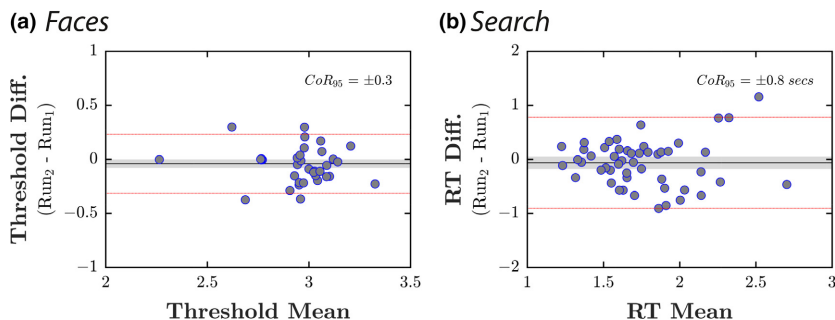 (a) Faces
Threshold Diff.
(Run2 - Run1)
1
0.5
0
−0.5
−1
CoR95 = ±0.3
2
2.5
3
3.5
Threshold Mean
(b) Search
RT Diff.
(Run2 - Run1)
2
1
0
−1
−2
CoR95 = ±0.8 secs
1
1.5
2
2.5
3
RT Mean